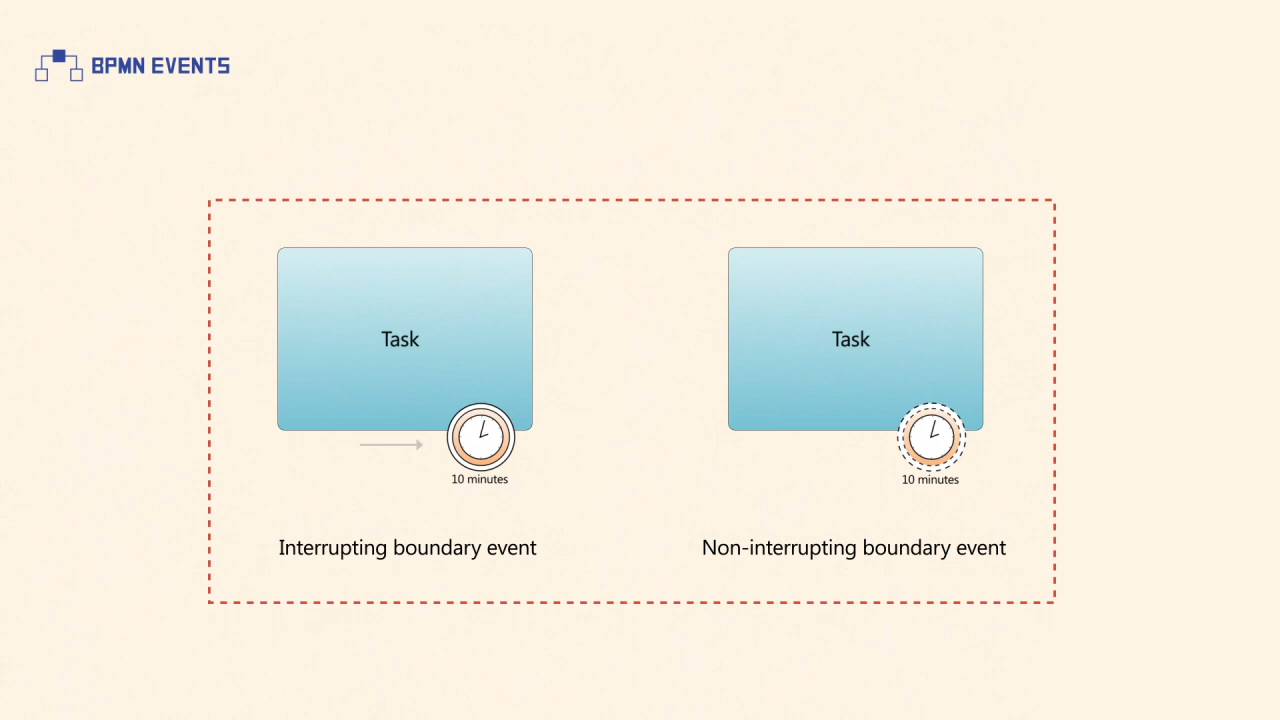 BPMN EVENTS
Task
Task
10 minutes
10 minutes
Interrupting boundary event
Non-interrupting boundary event